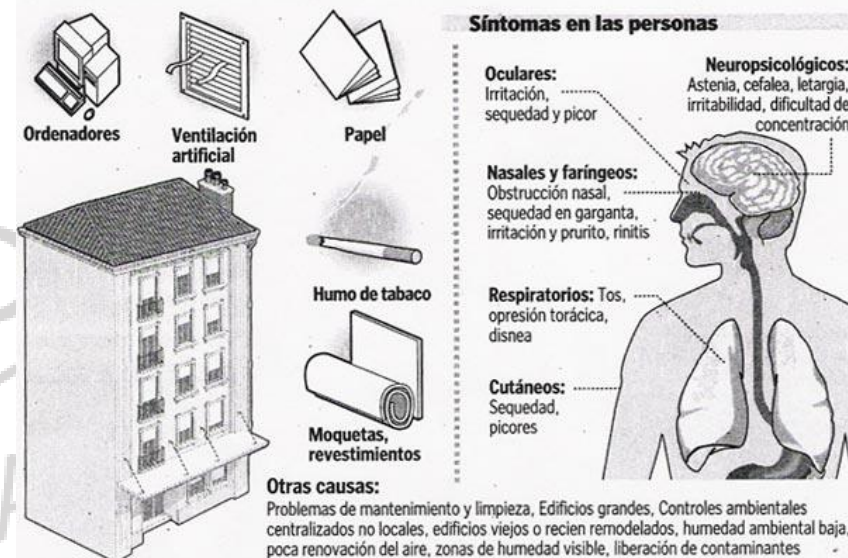 Ordenadores
Ventilación
artificial
Papel
Humo de tabaco
Moquetas,
revestimientos
Síntomas en las personas
Oculares:
Irritación,
sequedad y picor
Neuropsicológicos:
Astenia, cefalea, letargia,
irritabilidad, dificultad de
concentración
Nasales y faríngeos:
Obstrucción nasal,
sequedad en garganta,
irritación y prurito, rinitis
Respiratorios: Tos,
opresión torácica,
disnea
Cutáneos:
Sequedad,
picores
Otras causas:
Problemas de mantenimiento y limpieza, Edificios grandes, Controles ambientales
centralizados no locales, edificios viejos o recien remodelados, humedad ambiental baja,
poca renovación del aire, zonas de humedad visible, liberación de contaminantes